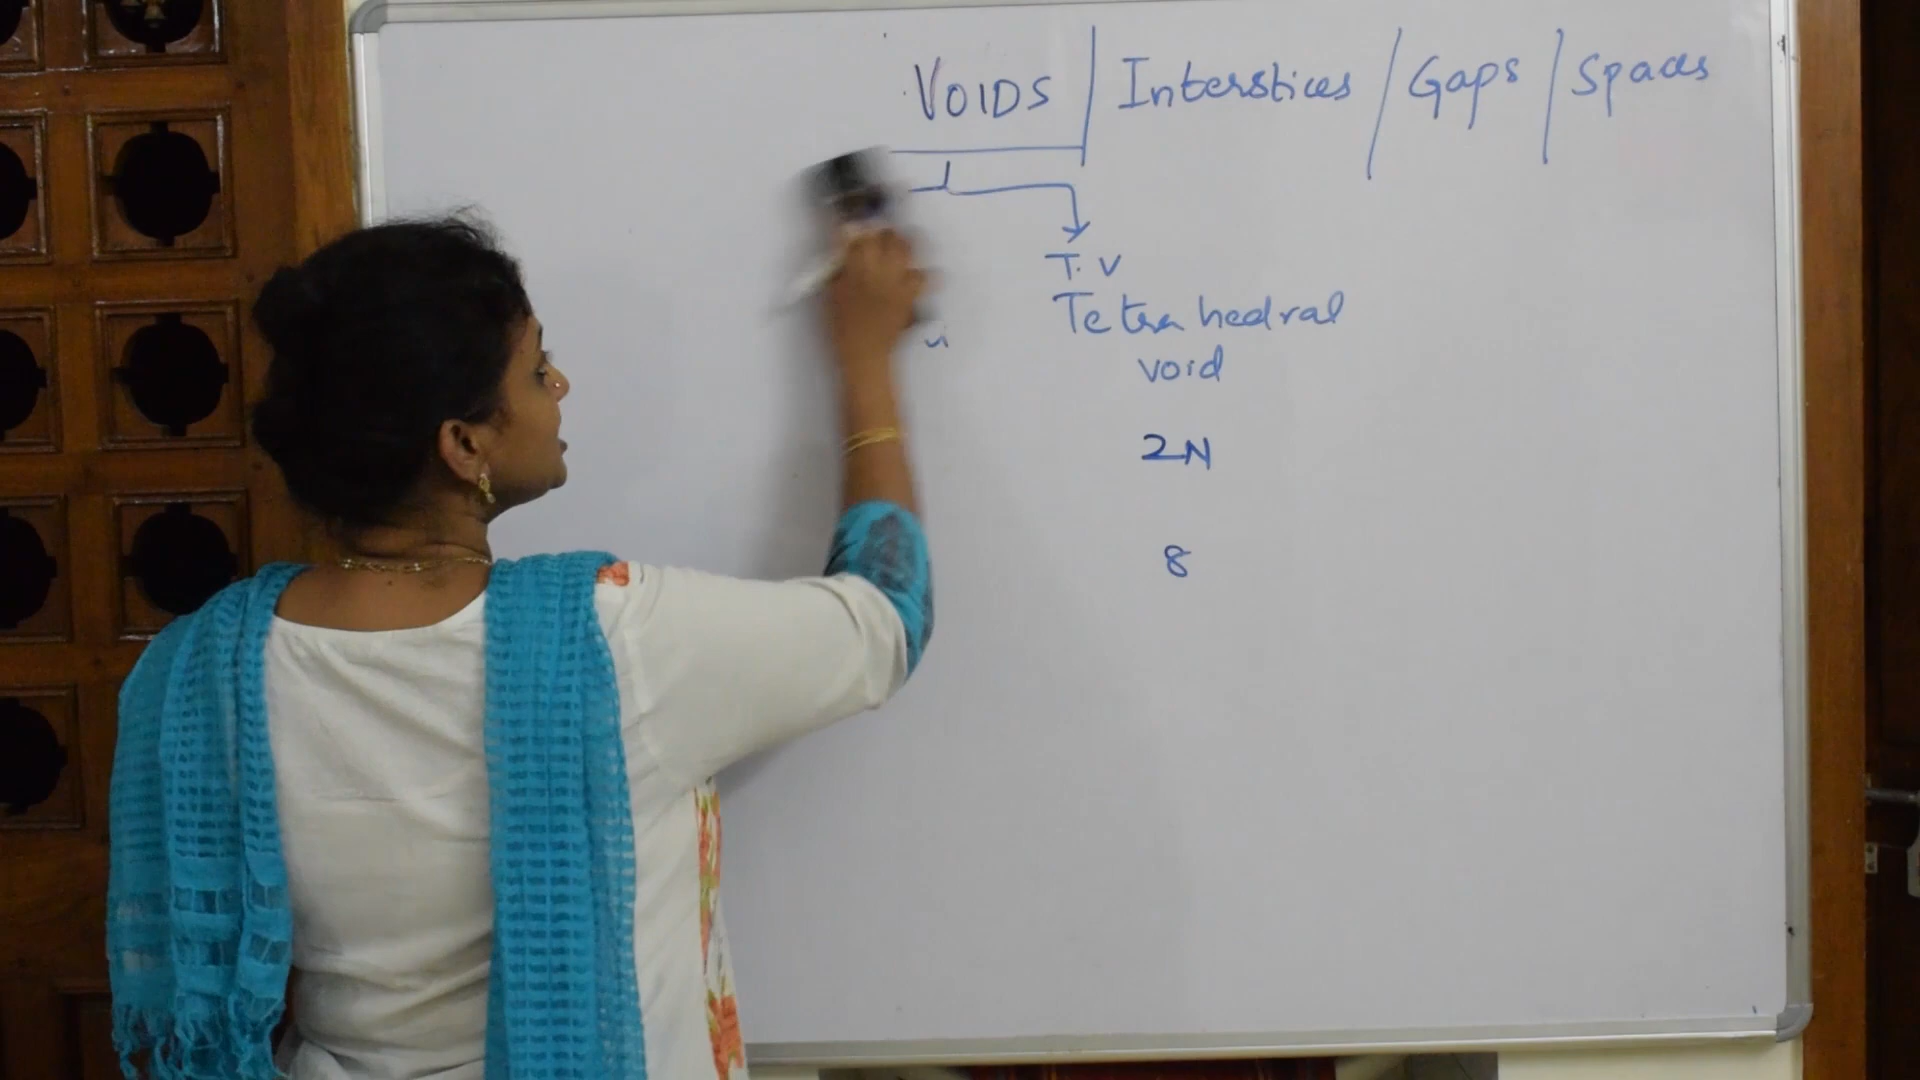 VOIDS / Interstices / Gaps / Spaces
T.V
Tetrahedral
void
2N
8